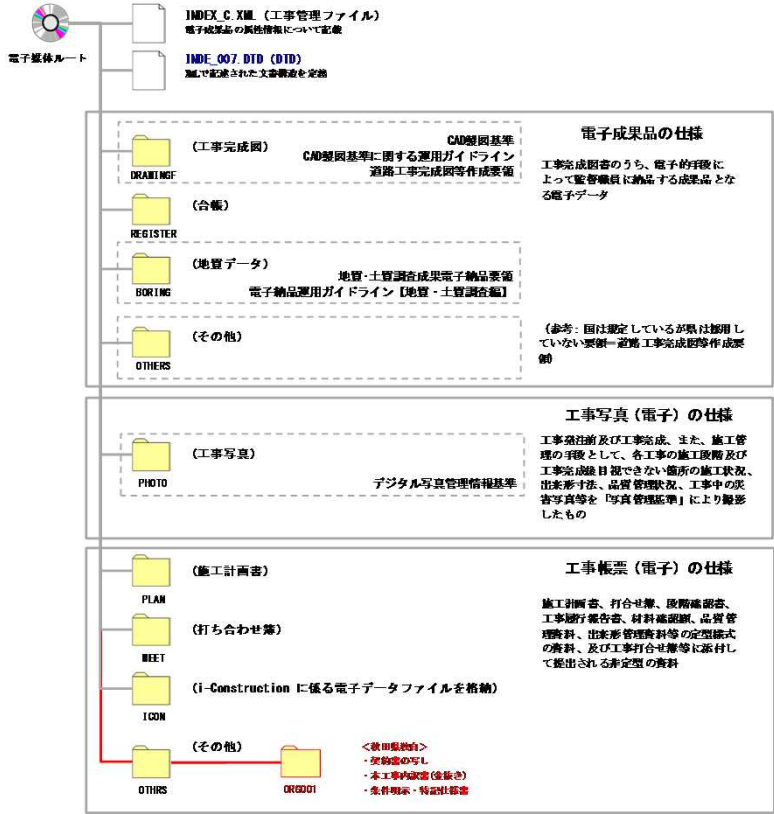 INDEX_C.XML (工事管理ファイル)
電子成果品の属性情報について記載
電子媒体ルート
INDE_007.DTD (DTD)
XMLで記述された文書構造を定義
電子成果品の仕様
(工事完成図)
CAD製図基準
CAD製図基準に関する運用ガイドライン
道路工事完成図等作成要領
DRAWINGF
工事完成図書のうち、電子的手段に
よって監督職員に納品する成果品とな
る電子データ
(台帳)
REGISTER
(地質データ)
地質・土質調査成果電子納品要領
電子納品運用ガイドライン【地質・土質調査編】
BORING
(その他)
OTHERS
(参考:国は規定しているが県は採用し
ていない要領=道路工事完成図等作成要
領)
工事写真(電子)の仕様
(工事写真)
デジタル写真管理情報基準
PHOTO
工事発注前及び工事完成、また、施工管
理の手段として、各工事の施工段階及び
工事完成後目視できない箇所の施工状況、
出来形寸法、品質管理状況、工事中の災
害写真等を「写真管理基準」により撮影
したもの
工事帳票(電子)の仕様
(施工計画書)
PLAN
施工計画書、打合せ簿、段階確認書、
工事履行報告書、材料確認願、品質管
理資料、出来形管理資料等の定型様式
の資料、及び工事打合せ簿等に添付し
て提出される非定型の資料
(打ち合わせ簿)
MEET
(i-Construction に係る電子データファイルを格納)
ICON
(その他)
OTHRS
ORG001
<秋田県独自>
・契約書の写し
・本工事内訳書(金抜き)
・条件明示・特記仕様書